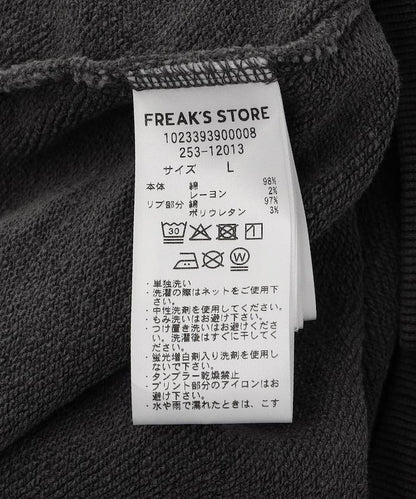 FREAK'S STORE
1023393900008
253-12013
サイズ L
本体 綿 98%
レーヨン 2%
リブ部分 綿 97%
ポリウレタン 3%
30
W
・単独洗い
・洗濯の際はネットをご使用下
さい。
・中性洗剤を使用してください。
・もみ洗いはお避け下さい。
・つけ置き洗いはお避けくださ
い。洗濯後はすぐに干してく
ださい。
・蛍光増白剤入り洗剤を使用し
ないで下さい。
・タンブラー乾燥禁止
・プリント部分のアイロンはお
避け下さい。
・水や雨で濡れたときは、こす